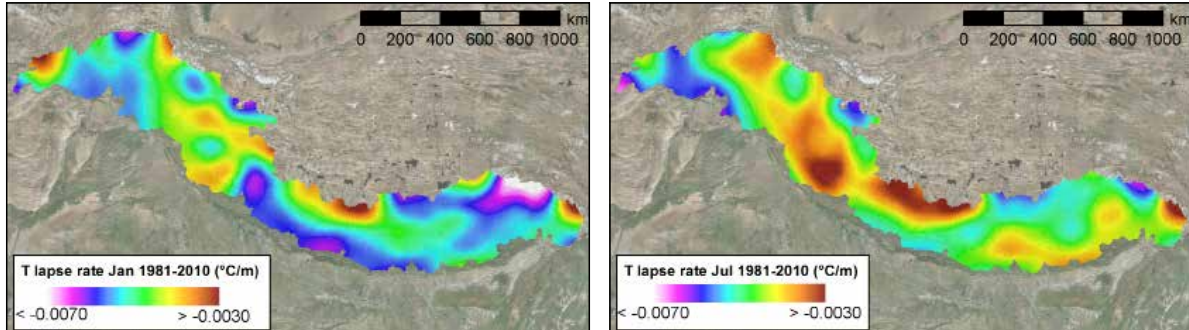 km
0 200 400 600 800 1000
T lapse rate Jan 1981-2010 (°C/m)
< -0.0070 > -0.0030
km
0 200 400 600 800 1000
T lapse rate Jul 1981-2010 (°C/m)
< -0.0070 > -0.0030